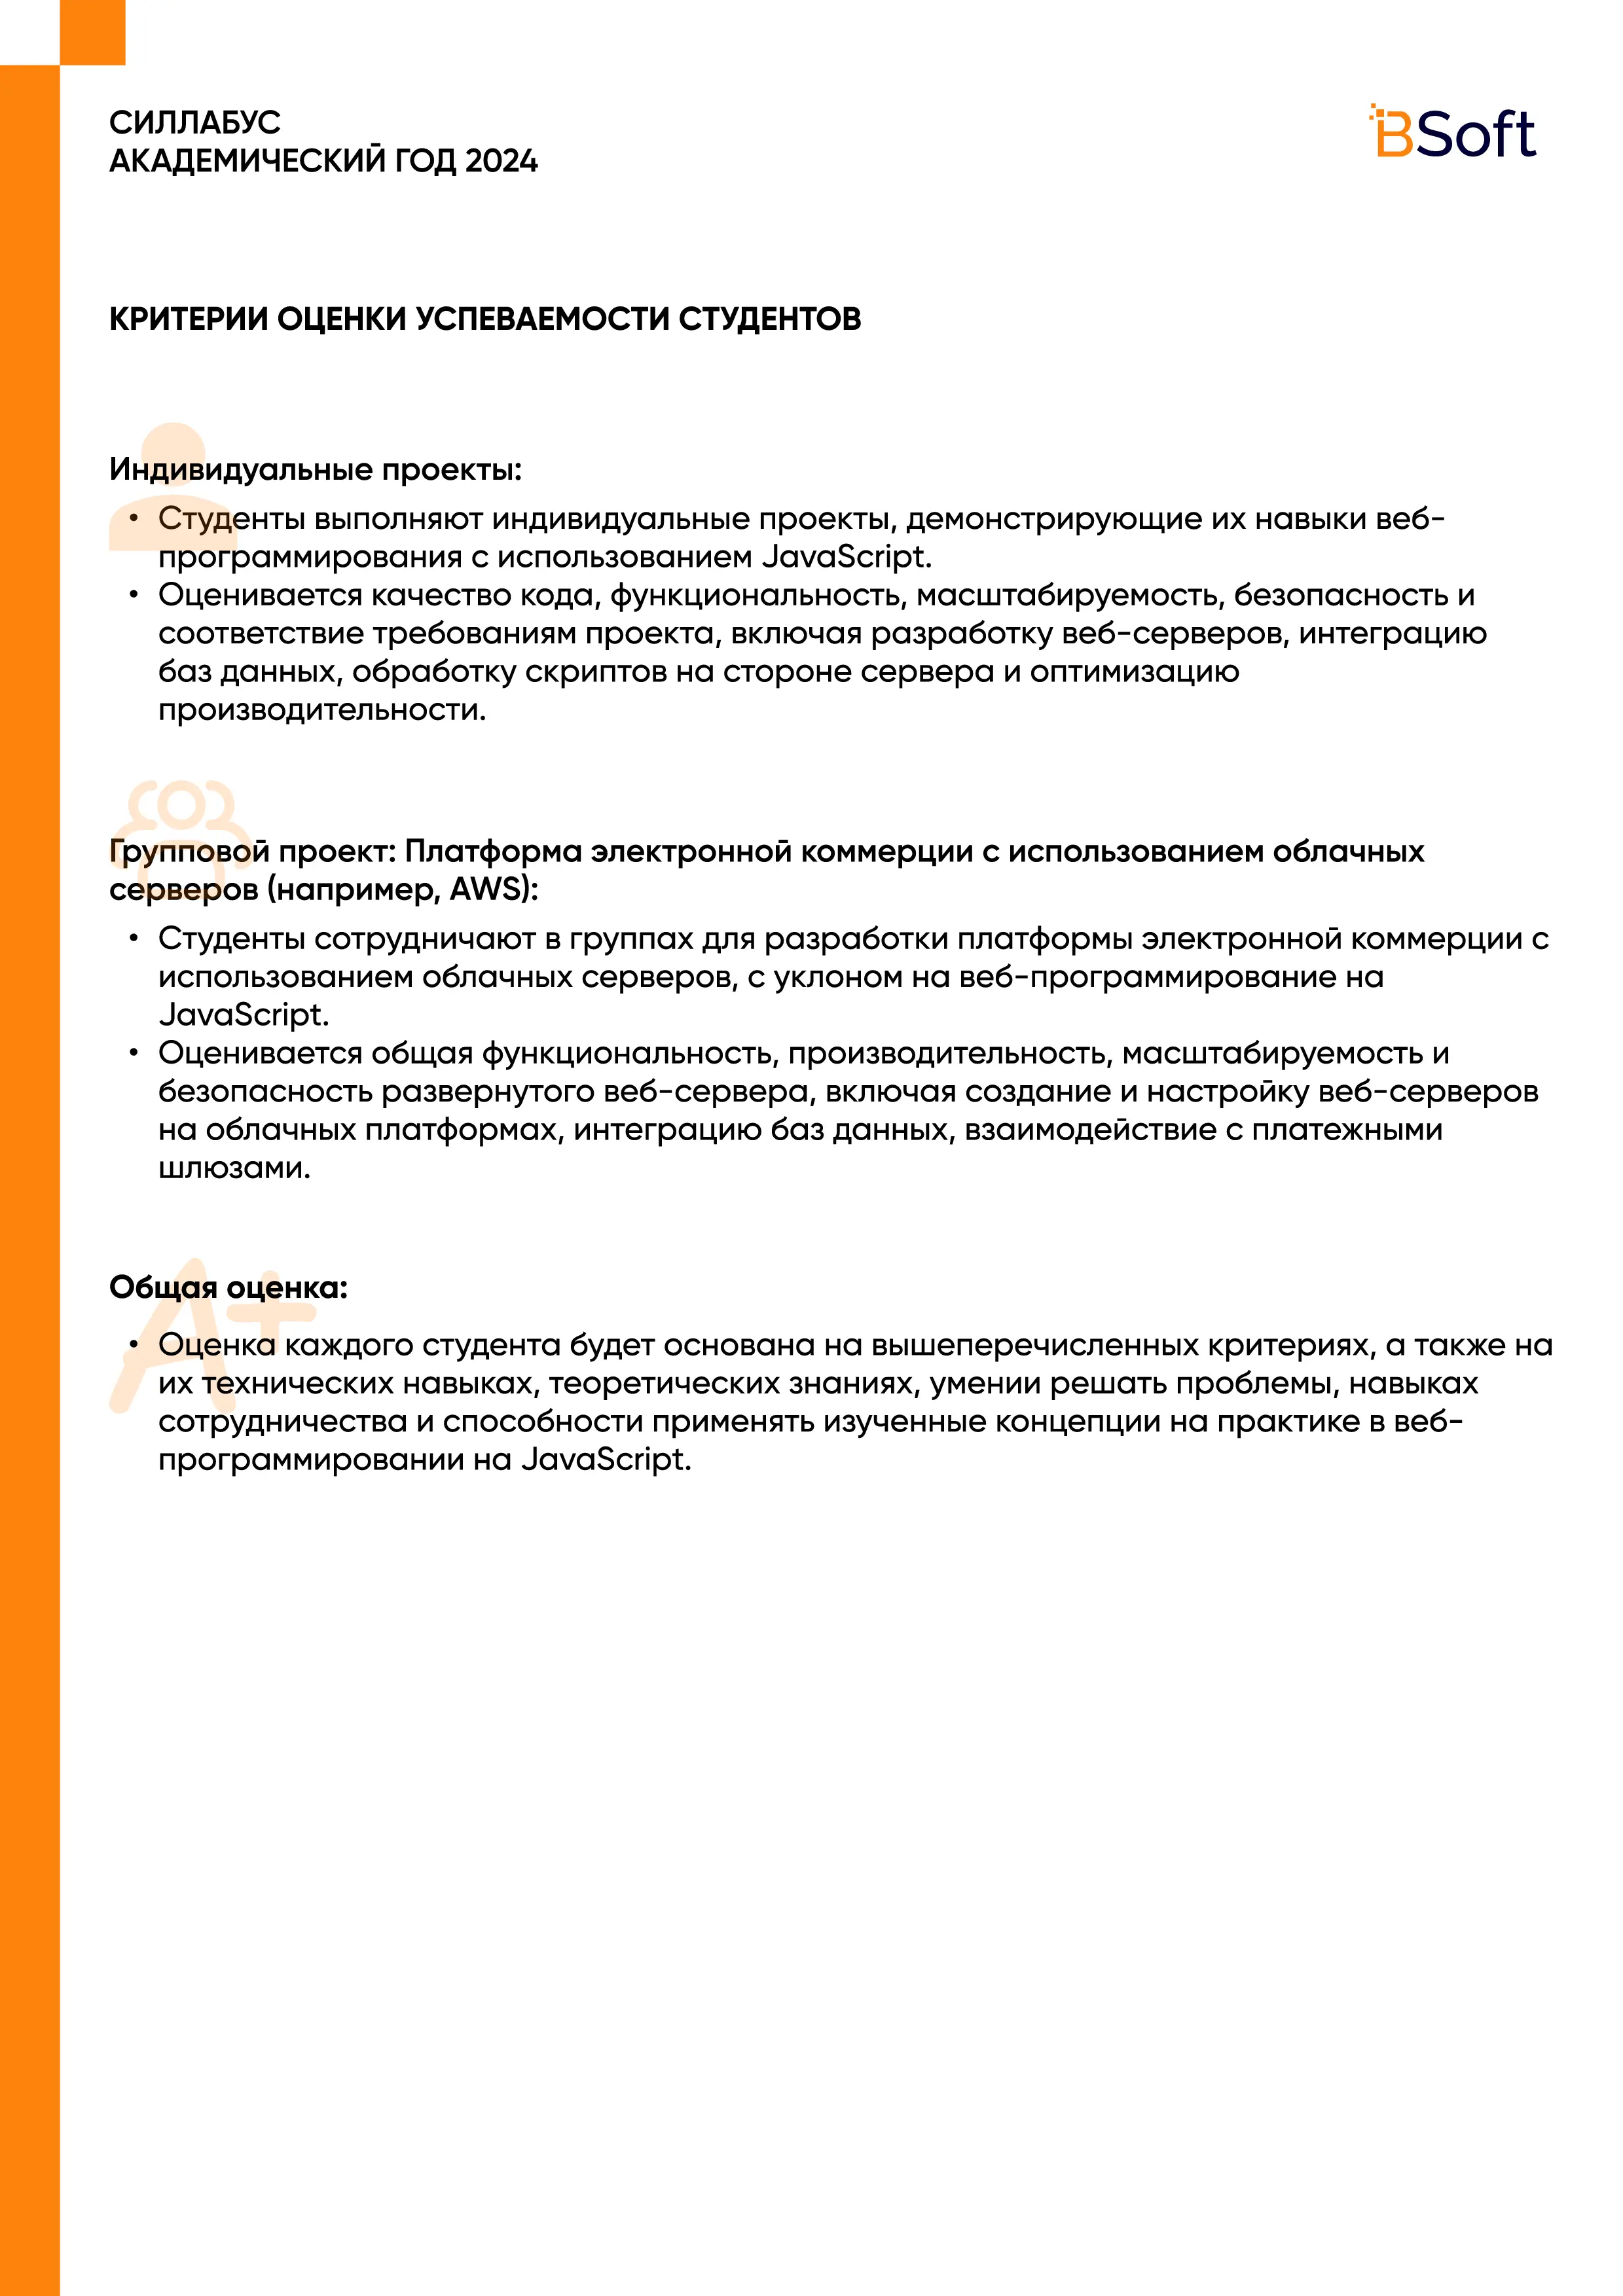 СИЛЛАБУС
АКАДЕМИЧЕСКИЙ ГОД 2024
BSoft
КРИТЕРИИ ОЦЕНКИ УСПЕВАЕМОСТИ СТУДЕНТОВ
Индивидуальные проекты:
• Студенты выполняют индивидуальные проекты, демонстрирующие их навыки веб-
программирования с использованием JavaScript.
• Оценивается качество кода, функциональность, масштабируемость, безопасность и
соответствие требованиям проекта, включая разработку веб-серверов, интеграцию
баз данных, обработку скриптов на стороне сервера и оптимизацию
производительности.
Групповой проект: Платформа электронной коммерции с использованием облачных
серверов (например, AWS):
• Студенты сотрудничают в группах для разработки платформы электронной коммерции с
использованием облачных серверов, с уклоном на веб-программирование на
JavaScript.
• Оценивается общая функциональность, производительность, масштабируемость и
безопасность развернутого веб-сервера, включая создание и настройку веб-серверов
на облачных платформах, интеграцию баз данных, взаимодействие с платежными
шлюзами.
A+
Общая оценка:
• Оценка каждого студента будет основана на вышеперечисленных критериях, а также на
их технических навыках, теоретических знаниях, умении решать проблемы, навыках
сотрудничества и способности применять изученные концепции на практике в веб-
программировании на JavaScript.